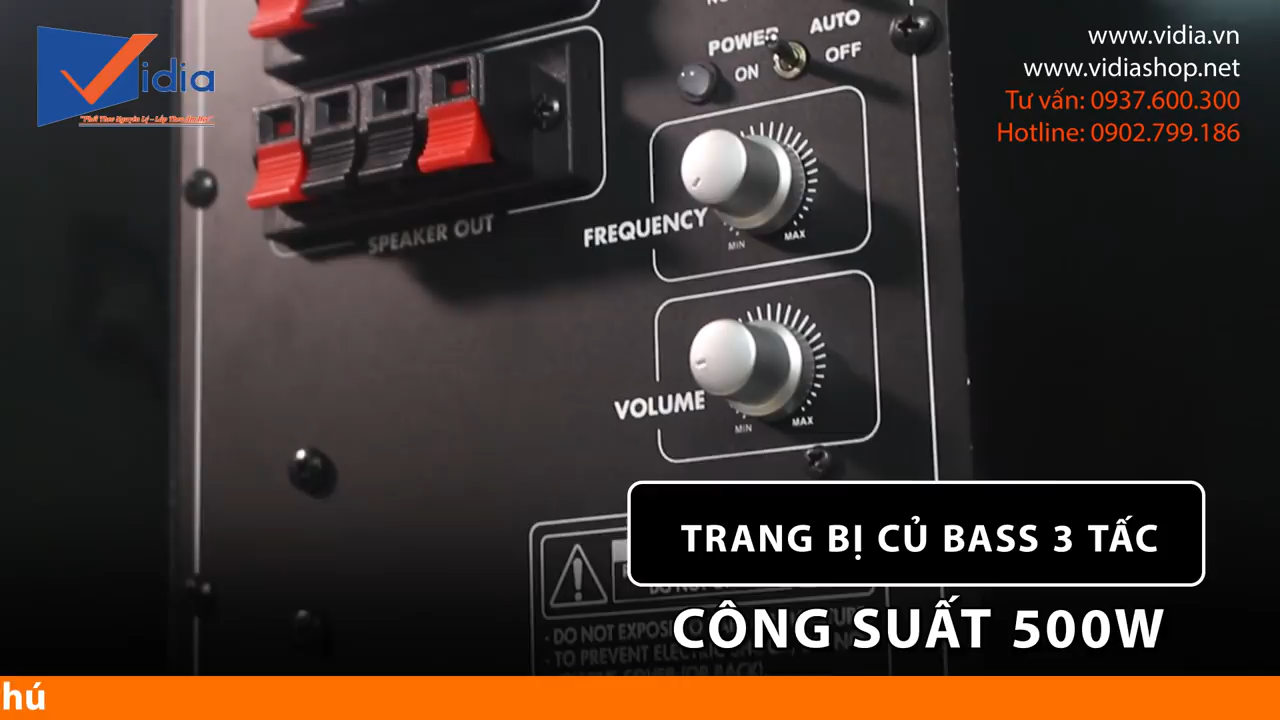 Vidia
www.vidia.vn
www.vidiashop.net
Tư vấn: 0937.600.300
Hotline: 0902.799.186
AUTO
POWER
ON
OFF
SPEAKER OUT
FREQUENCY
MIN
MAX
VOLUME
MIN
MAX
TRANG BỊ CỦ BASS 3 TẤC
CÔNG SUẤT 500W
- DO NOT
- TO PREVENT ELECTRIC
hú